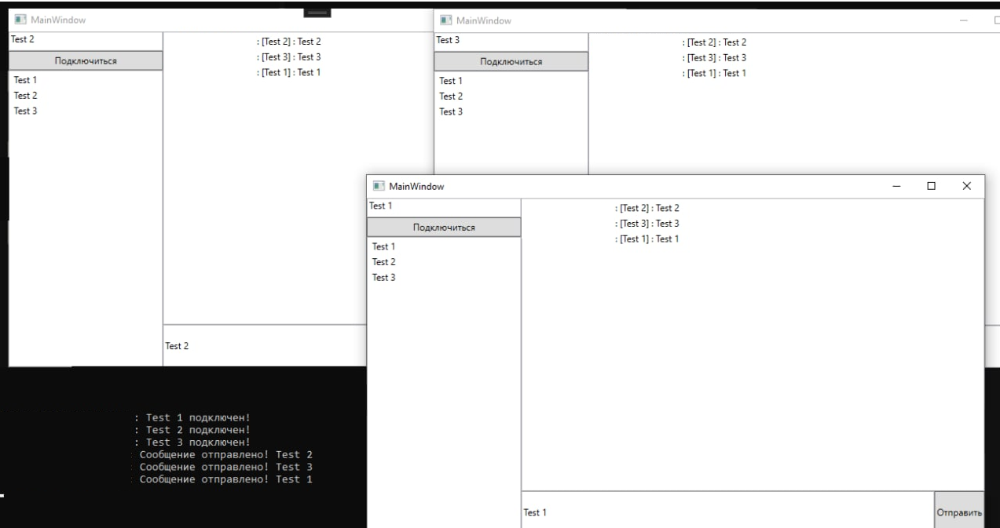 MainWindow
Test 2
Подключиться
Test 1
Test 2
Test 3
: [Test 2] : Test 2
: [Test 3] : Test 3
: [Test 1] : Test 1
Test 2
MainWindow
Test 3
Подключиться
Test 1
Test 2
Test 3
: [Test 2] : Test 2
: [Test 3] : Test 3
: [Test 1] : Test 1
MainWindow
Test 1
Подключиться
Test 1
Test 2
Test 3
: [Test 2] : Test 2
: [Test 3] : Test 3
: [Test 1] : Test 1
Test 1
Отправить
: Test 1 подключен!
: Test 2 подключен!
: Test 3 подключен!
Сообщение отправлено! Test 2
Сообщение отправлено! Test 3
Сообщение отправлено! Test 1